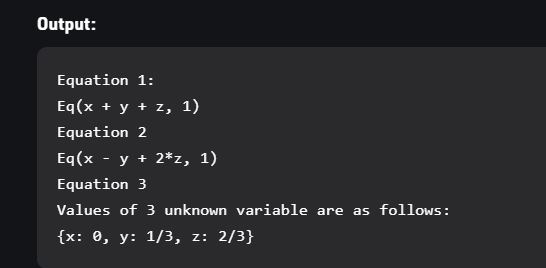 Output:
Equation 1:
Eq(x + y + z, 1)
Equation 2
Eq(x - y + 2*z, 1)
Equation 3
Values of 3 unknown variable are as follows:
{x: 0, y: 1/3, z: 2/3}